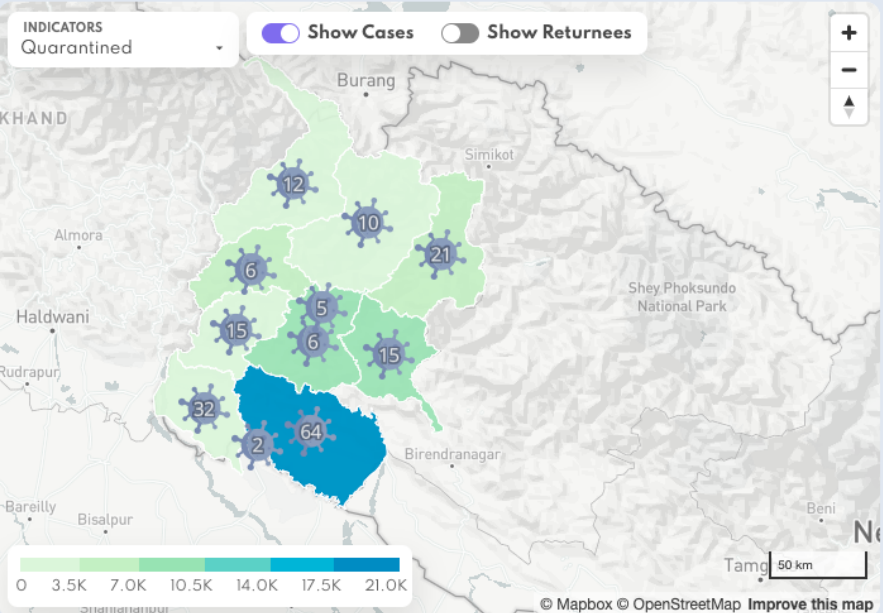 INDICATORS
Quarantined
Show Cases
Show Returnees
Burang
KHAND
Simikot
12
10
Almora
21
6
Shey Phoksundo
National Park
5
Haldwani
15
6
15
Rudrapur
32
64
2
Birendranagar
Bareilly
Beni
Bisalpur
Ne
Tamg
50 km
0 3.5K 7.0K 10.5K 14.0K 17.5K 21.0K
Shahjahanpur
© Mapbox © OpenStreetMap Improve this map